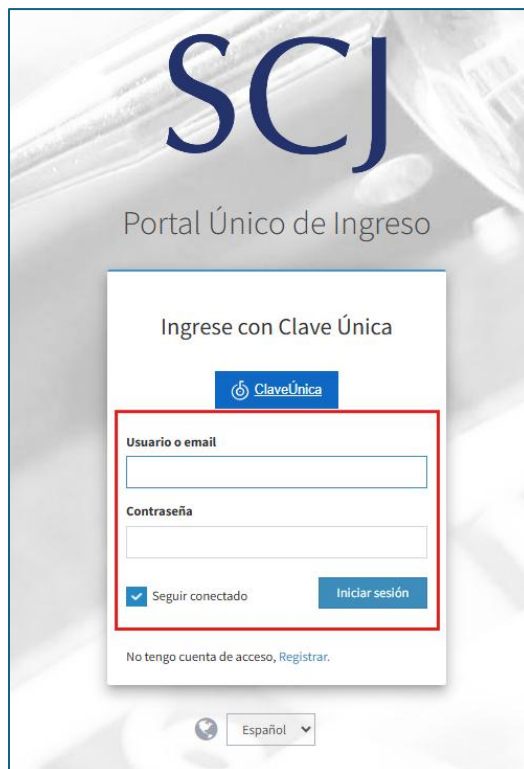 SCJ
Portal Único de Ingreso
Ingrese con Clave Única
ClaveÚnica
Usuario o email
Contraseña
Seguir conectado
Iniciar sesión
No tengo cuenta de acceso, Registrar.
Español